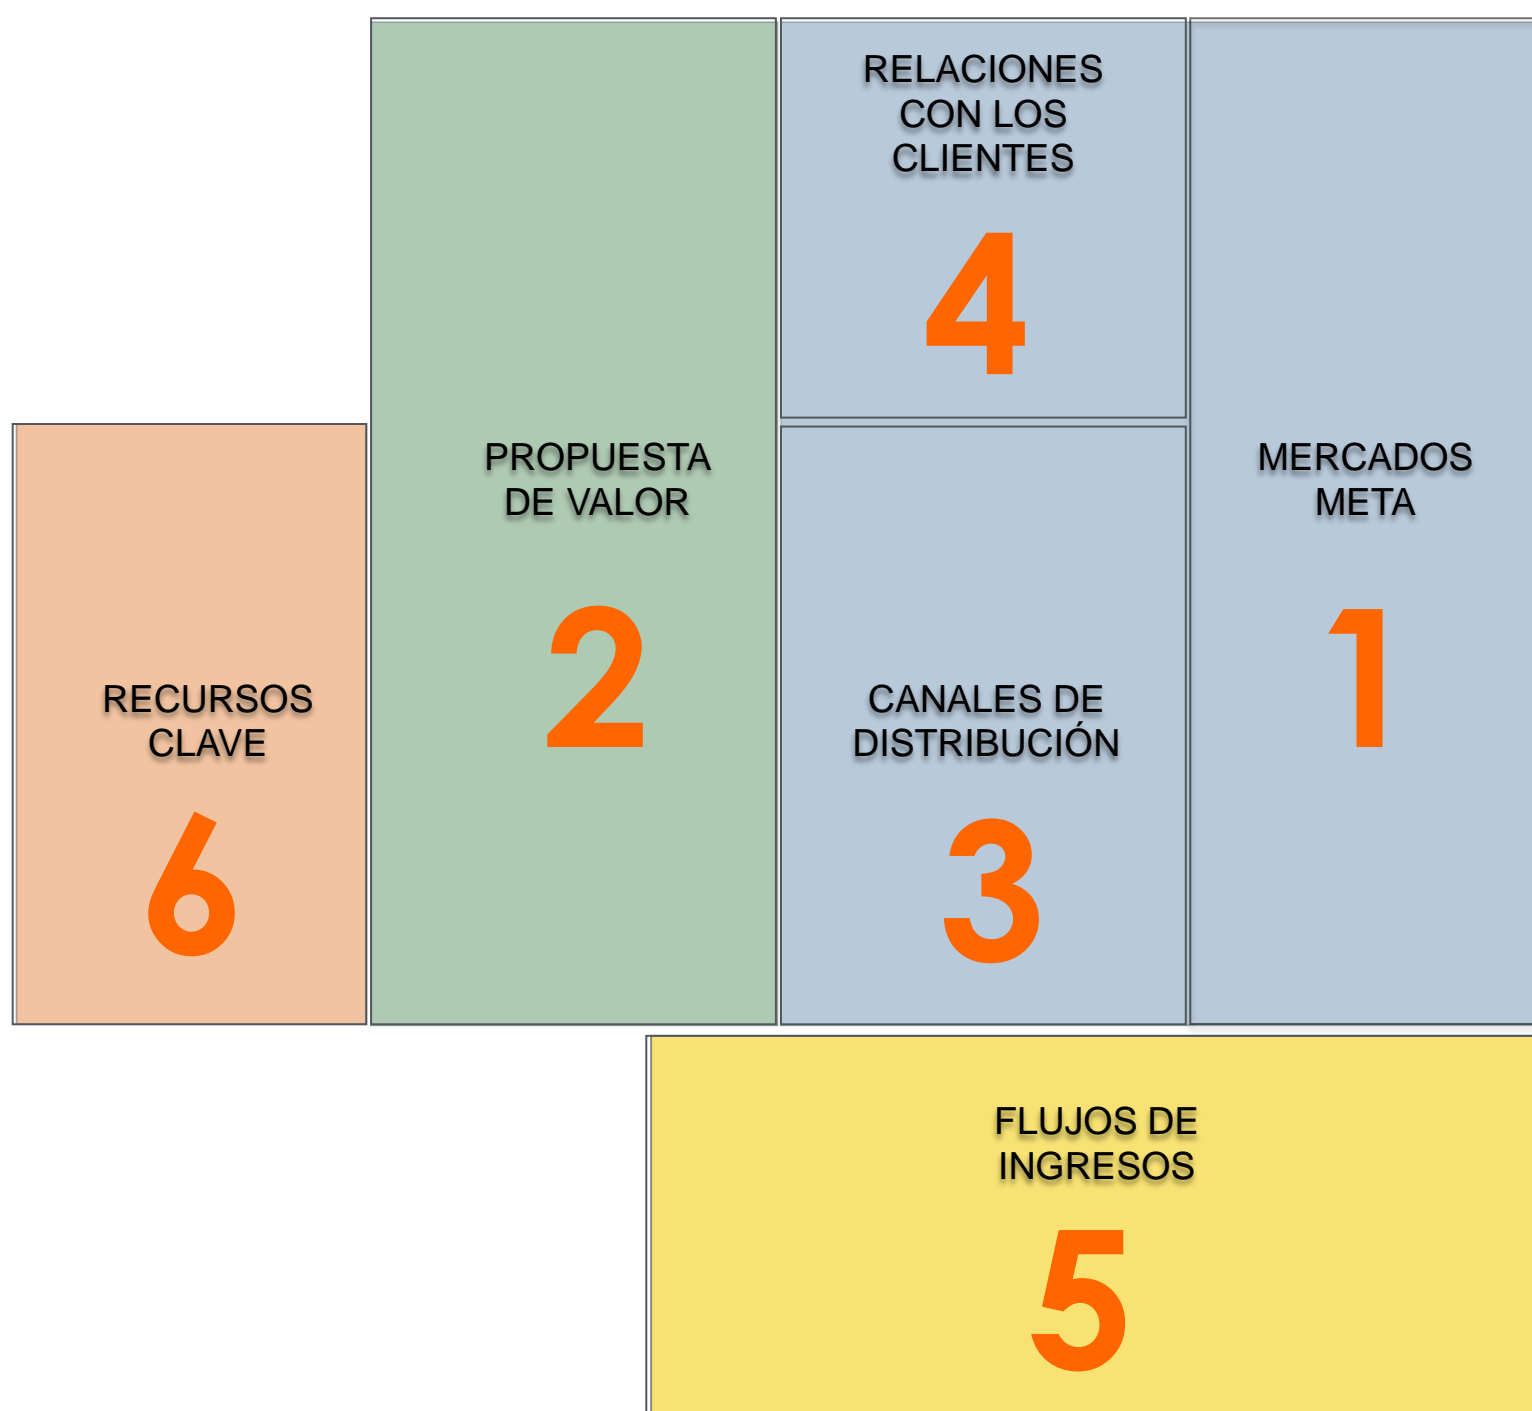 RELACIONES
CON LOS
CLIENTES
4
PROPUESTA
DE VALOR
2
MERCADOS
META
1
RECURSOS
CLAVE
6
CANALES DE
DISTRIBUCIÓN
3
FLUJOS DE
INGRESOS
5